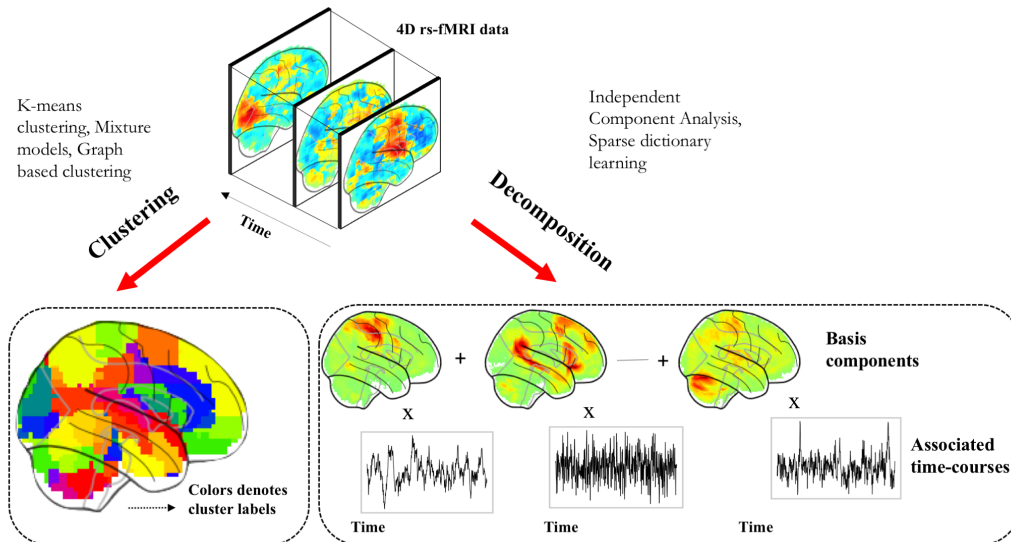 4D rs-fMRI data
K-means
clustering, Mixture
models, Graph
based clustering
Independent
Component Analysis,
Sparse dictionary
learning
Time
Clustering
Decomposition
Colors denotes
cluster labels
+
+
Basis
components
X
X
X
Associated
time-courses
Time
Time
Time